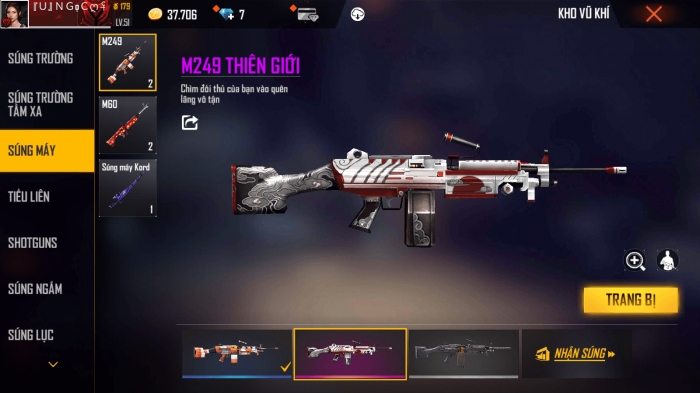 179
LV.51
37.706
7
KHO VŨ KHÍ
SÚNG TRƯỜNG
SÚNG TRƯỜNG
TẦM XA
SÚNG MÁY
TIỂU LIÊN
SHOTGUNS
SÚNG NGẮM
SÚNG LỤC
M249
2
M60
2
Súng máy Kord
1
M249 THIÊN GIỚI
Chìm đối thủ của bạn vào quên
lãng vô tận
TRANG BỊ
NHẬN SÚNG